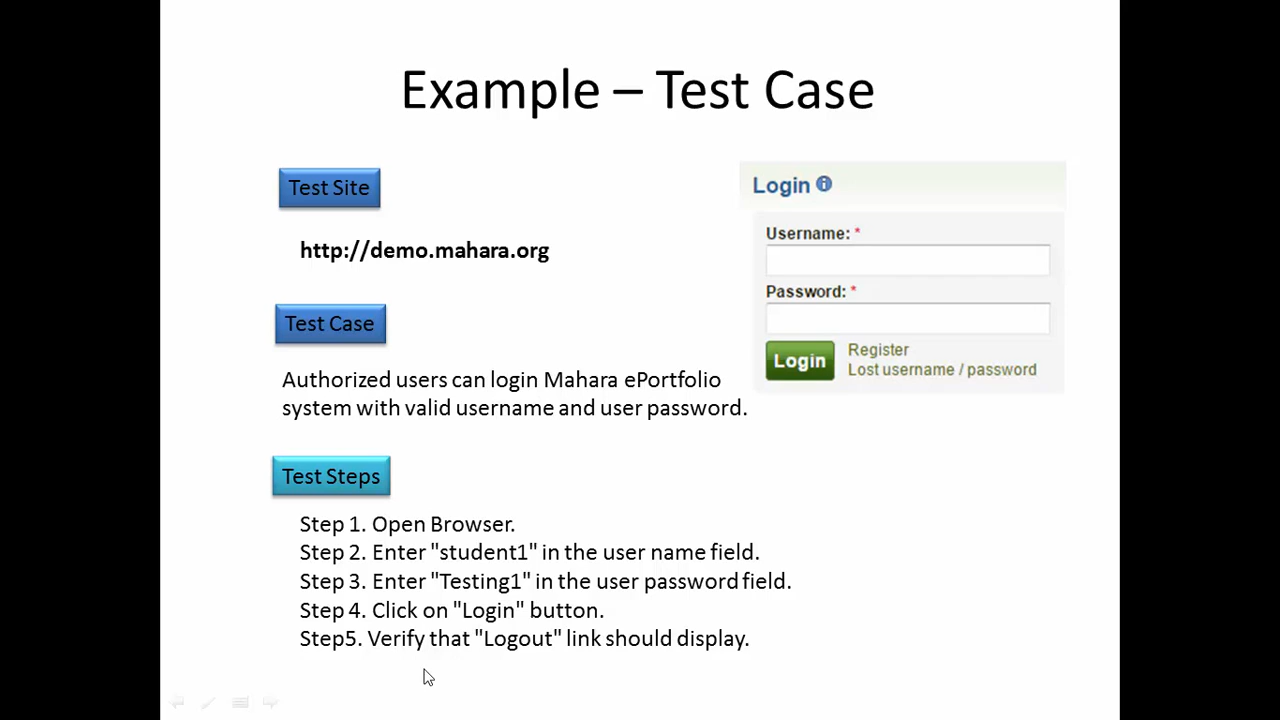 Example – Test Case
Test Site
http://demo.mahara.org
Test Case
Authorized users can login Mahara ePortfolio
system with valid username and user password.
Test Steps
Step 1. Open Browser.
Step 2. Enter "student1" in the user name field.
Step 3. Enter "Testing1" in the user password field.
Step 4. Click on "Login" button.
Step5. Verify that "Logout" link should display.
Login
Username: *
Password: *
Login
Register
Lost username / password